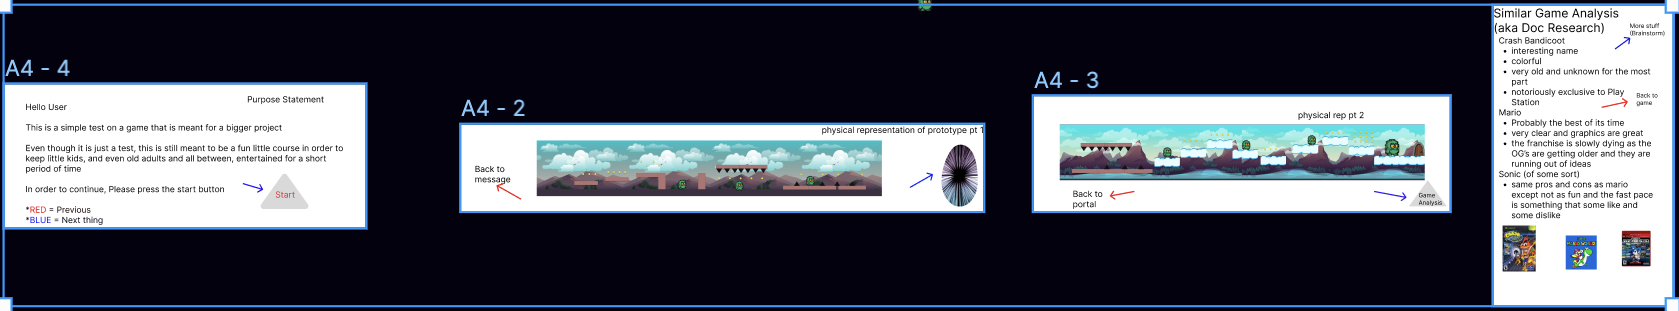 A4 - 4
Purpose Statement
Hello User
This is a simple test on a game that is meant for a bigger project
Even though it is just a test, this is still meant to be a fun little course in order to
keep little kids, and even old adults and all between, entertained for a short
period of time
In order to continue, Please press the start button
Start
*RED = Previous
*BLUE = Next thing
A4 - 2
physical representation of prototype pt 1
Back to
message
A4 - 3
physical rep pt 2
Back to
portal
Game
Analysis
Similar Game Analysis
(aka Doc Research)
More stuff
(Brainstorm)
Crash Bandicoot
• interesting name
• colorful
• very old and unknown for the most
part
• notoriously exclusive to Play
Station
Back to
game
Mario
• Probably the best of its time
• very clear and graphics are great
• the franchise is slowly dying as the
OG's are getting older and they are
running out of ideas
Sonic (of some sort)
• same pros and cons as mario
except not as fun and the fast pace
is something that some like and
some dislike